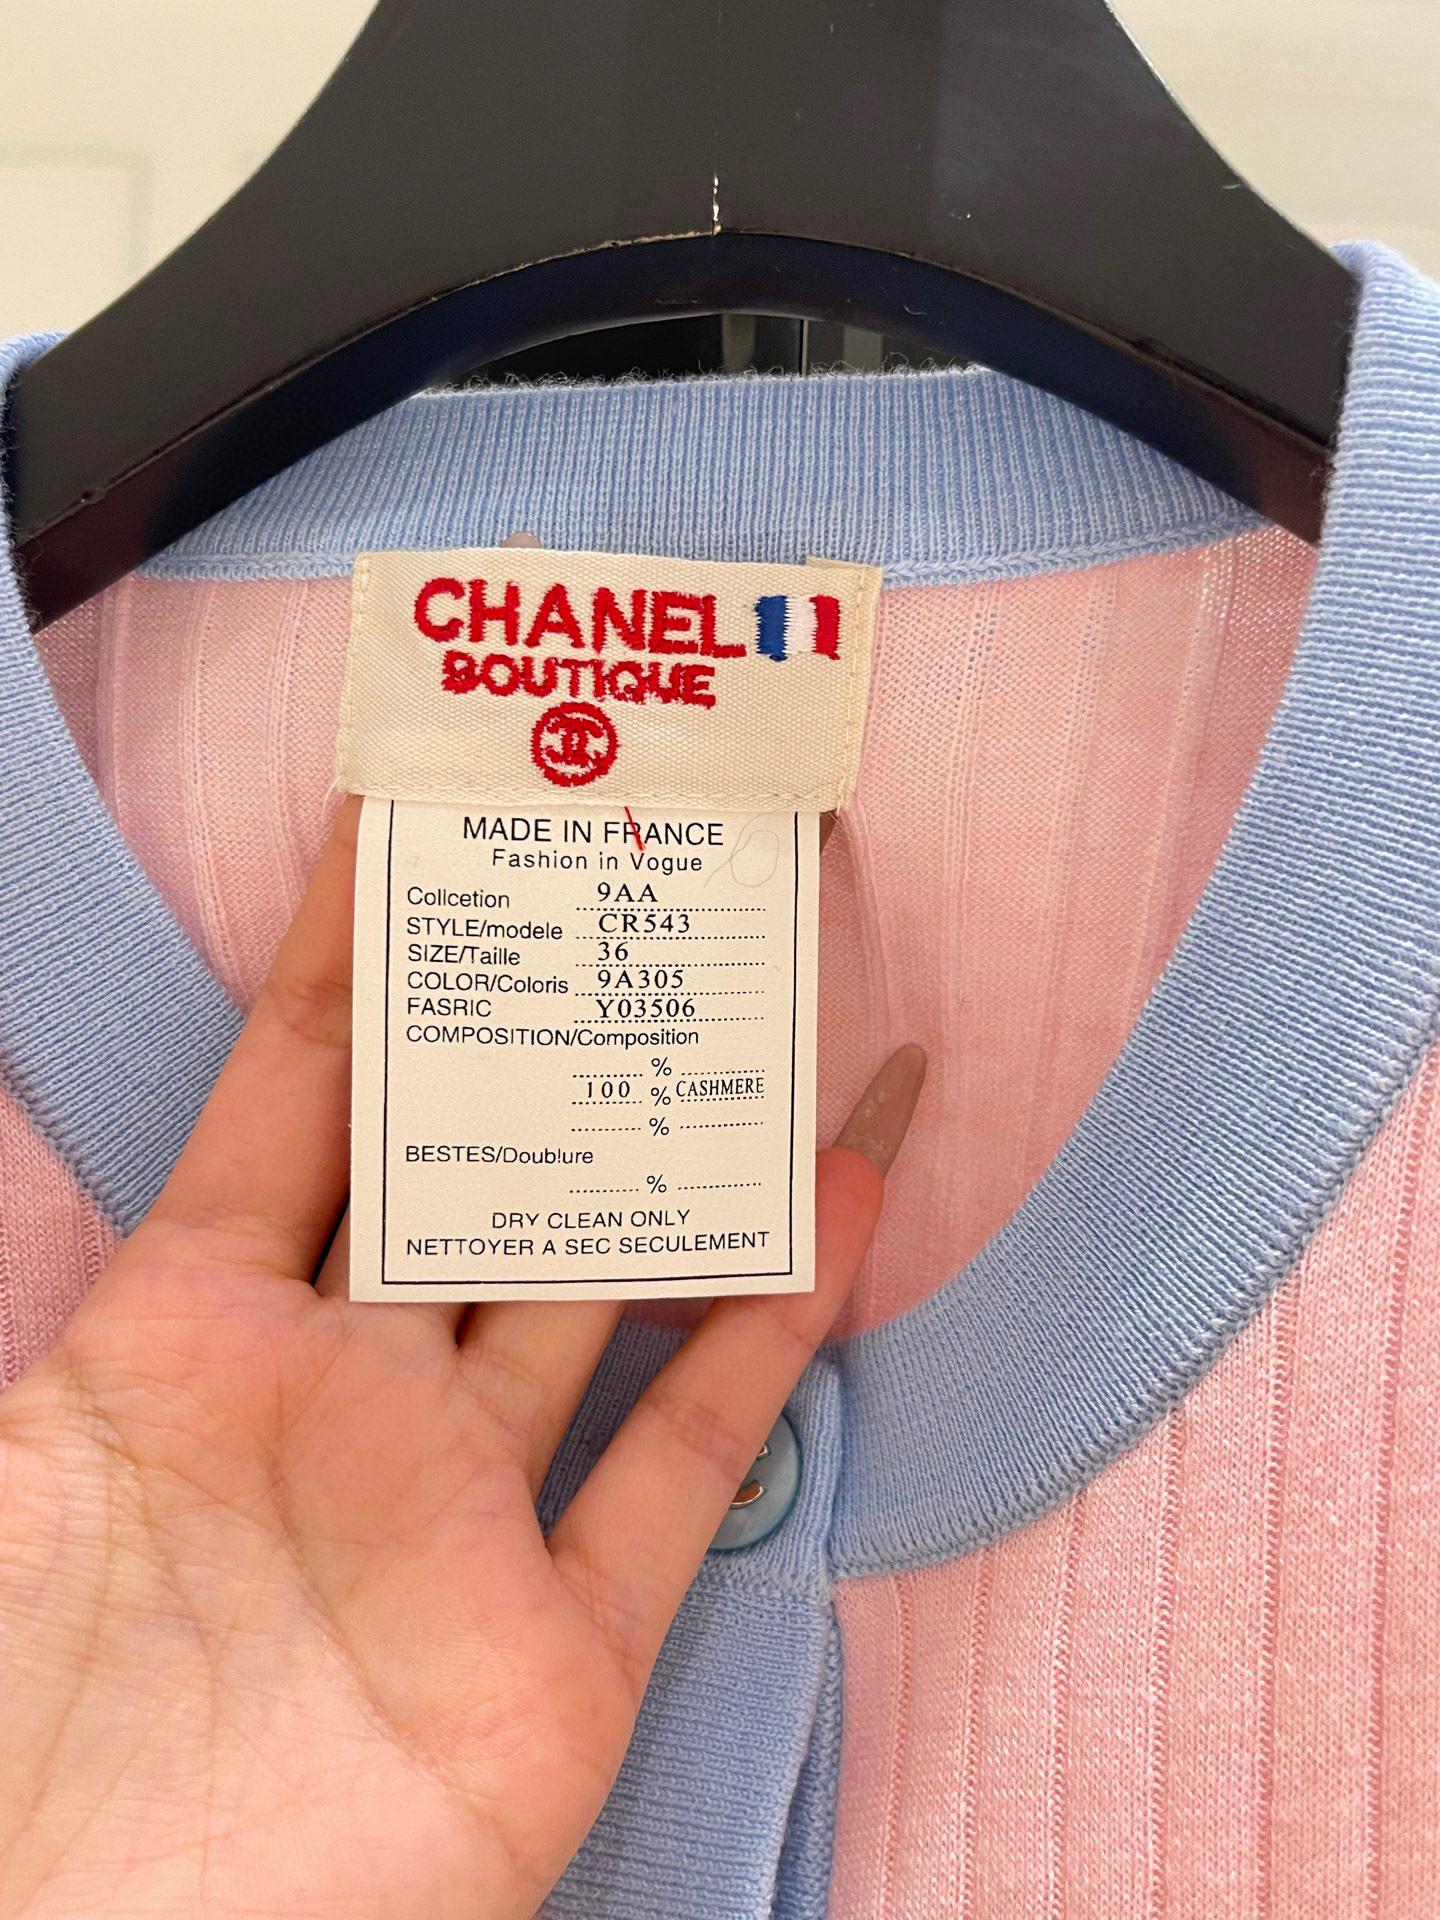 CHANEL
BOUTIQUE
MADE IN FRANCE
Fashion in Vogue
Collcetion 9AA
STYLE/modele CR543
SIZE/Taille 36
COLOR/Coloris 9A305
FASRIC Y03506
COMPOSITION/Composition
%
100 % CASHMERE
%
BESTES/Doublure
%
DRY CLEAN ONLY
NETTOYER A SEC SECULEMENT